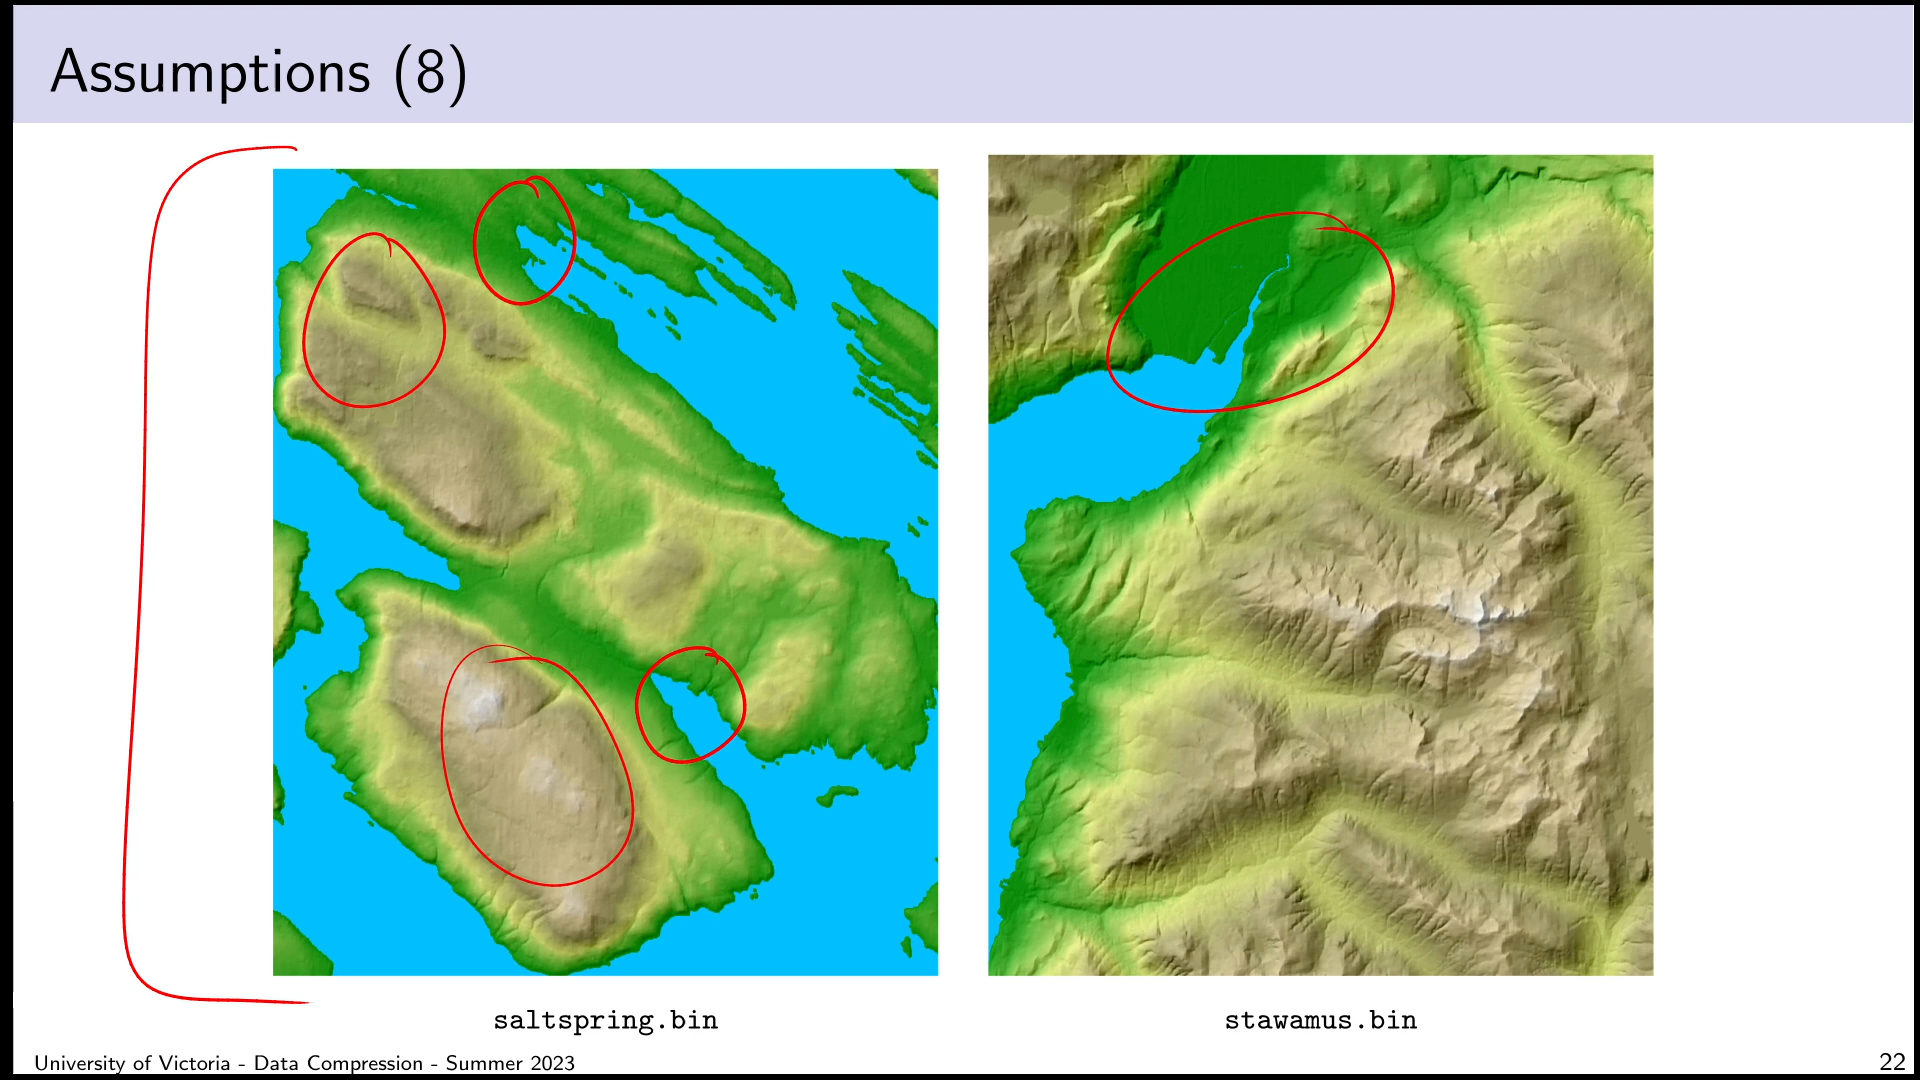 Assumptions (8)
saltspring.bin
stawamus.bin
University of Victoria - Data Compression - Summer 2023
22